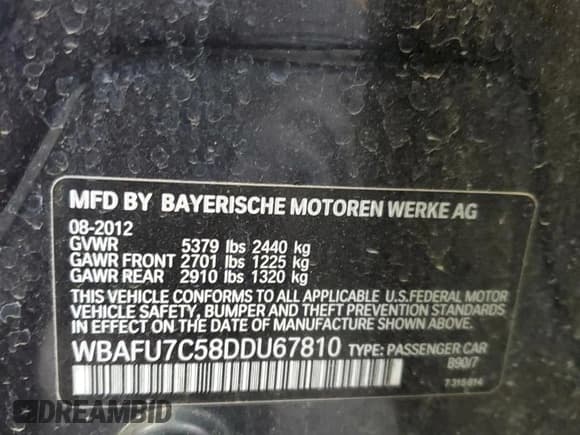 MFD BY BAYERISCHE MOTOREN WERKE AG
08-2012
GVWR 5379 lbs 2440 kg
GAWR FRONT 2701 lbs 1225 kg
GAWR REAR 2910 lbs 1320 kg
THIS VEHICLE CONFORMS TO ALL APPLICABLE U.S.FEDERAL MOTOR
VEHICLE SAFETY, BUMPER AND THEFT PREVENTION STANDARDS
IN EFFECT ON THE DATE OF MANUFACTURE SHOWN ABOVE.
WBAFU7C58DDU67810 TYPE: PASSENGER CAR
890/7
DREAMBID